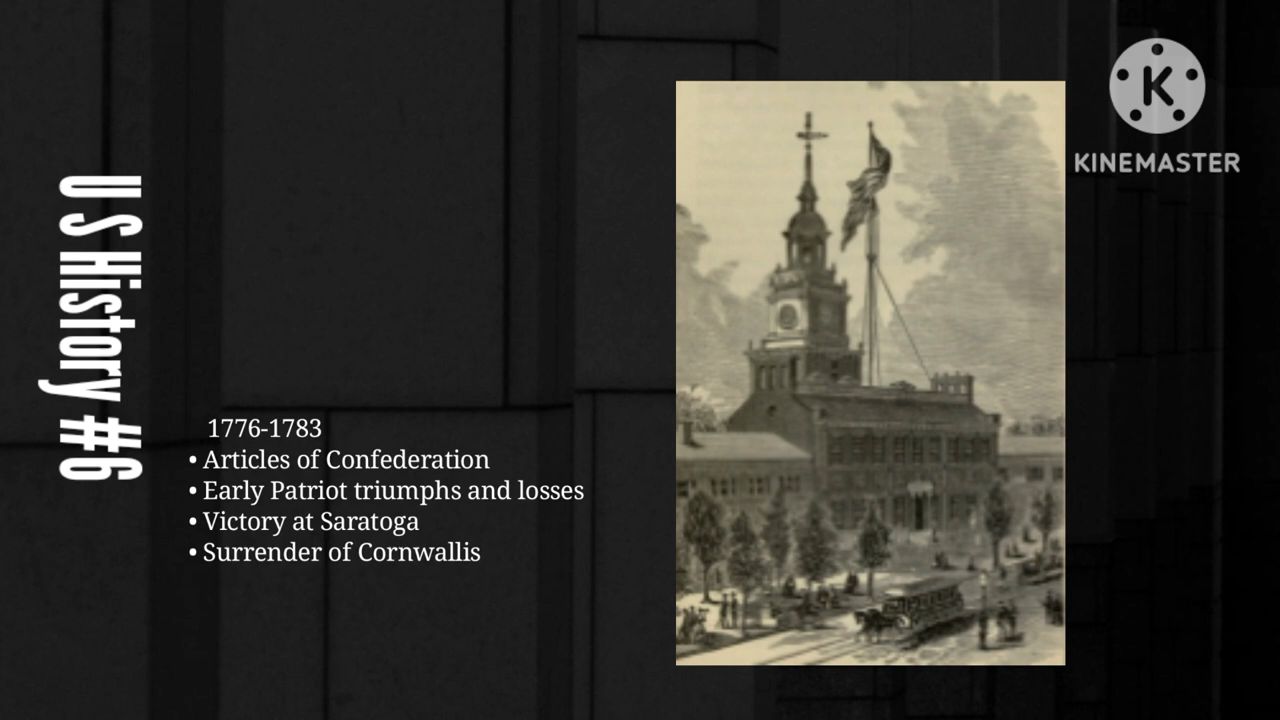 U S History #6
1776-1783
• Articles of Confederation
• Early Patriot triumphs and losses
• Victory at Saratoga
• Surrender of Cornwallis
K
KINEMASTER